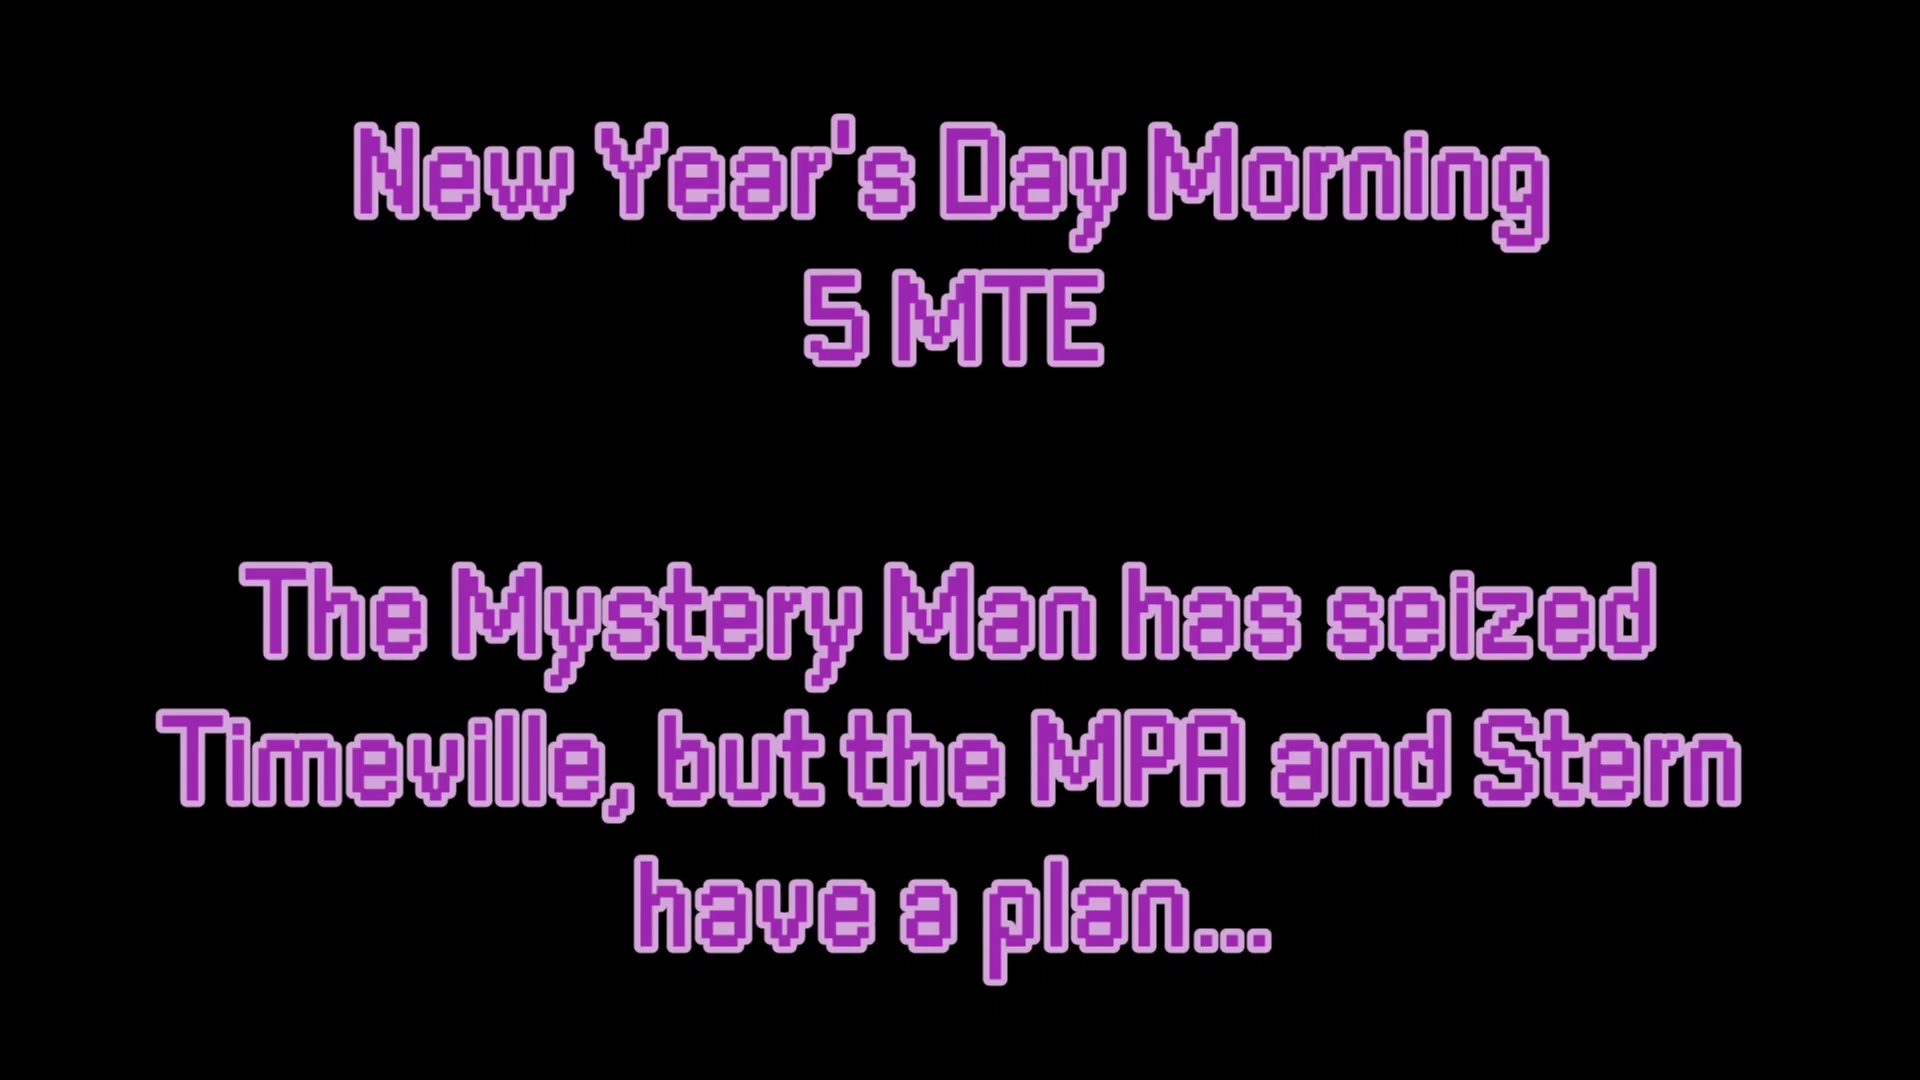 New Year's Day Morning
5 MTE
The Mystery Man has seized
Timeville, but the MPA and Stern
have a plan...